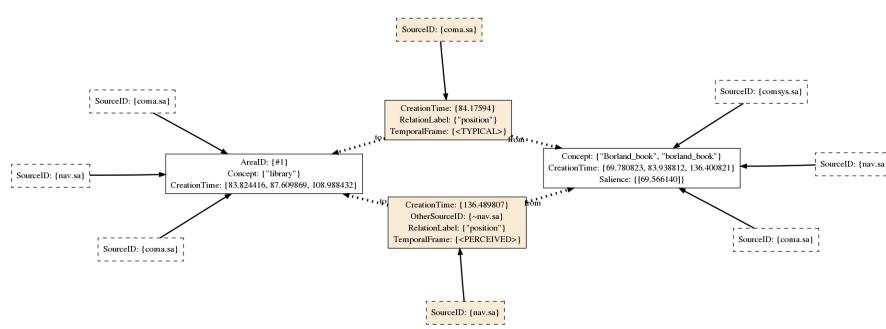 SourceID: {coma.sa}
SourceID: {coma.sa}
SourceID: {comsys.sa}
CreationTime: {84.17594}
RelationLabel: {"position"}
TemporalFrame: {<TYPICAL>}
to
from
AreaID: {#1}
Concept: {"library"}
CreationTime: {83.824416, 87.609869, 108.988432}
Concept: {"Borland_book", "borland_book"}
CreationTime: {69.780823, 83.938812, 136.400821}
Salience: {[69.566140]}
SourceID: {nav.sa}
SourceID: {nav.sa
CreationTime: {136.489807}
OtherSourceID: {~nav.sa}
RelationLabel: {"position"}
TemporalFrame: {<PERCEIVED>}
to
from
SourceID: {coma.sa}
SourceID: {coma.sa}
SourceID: {nav.sa}